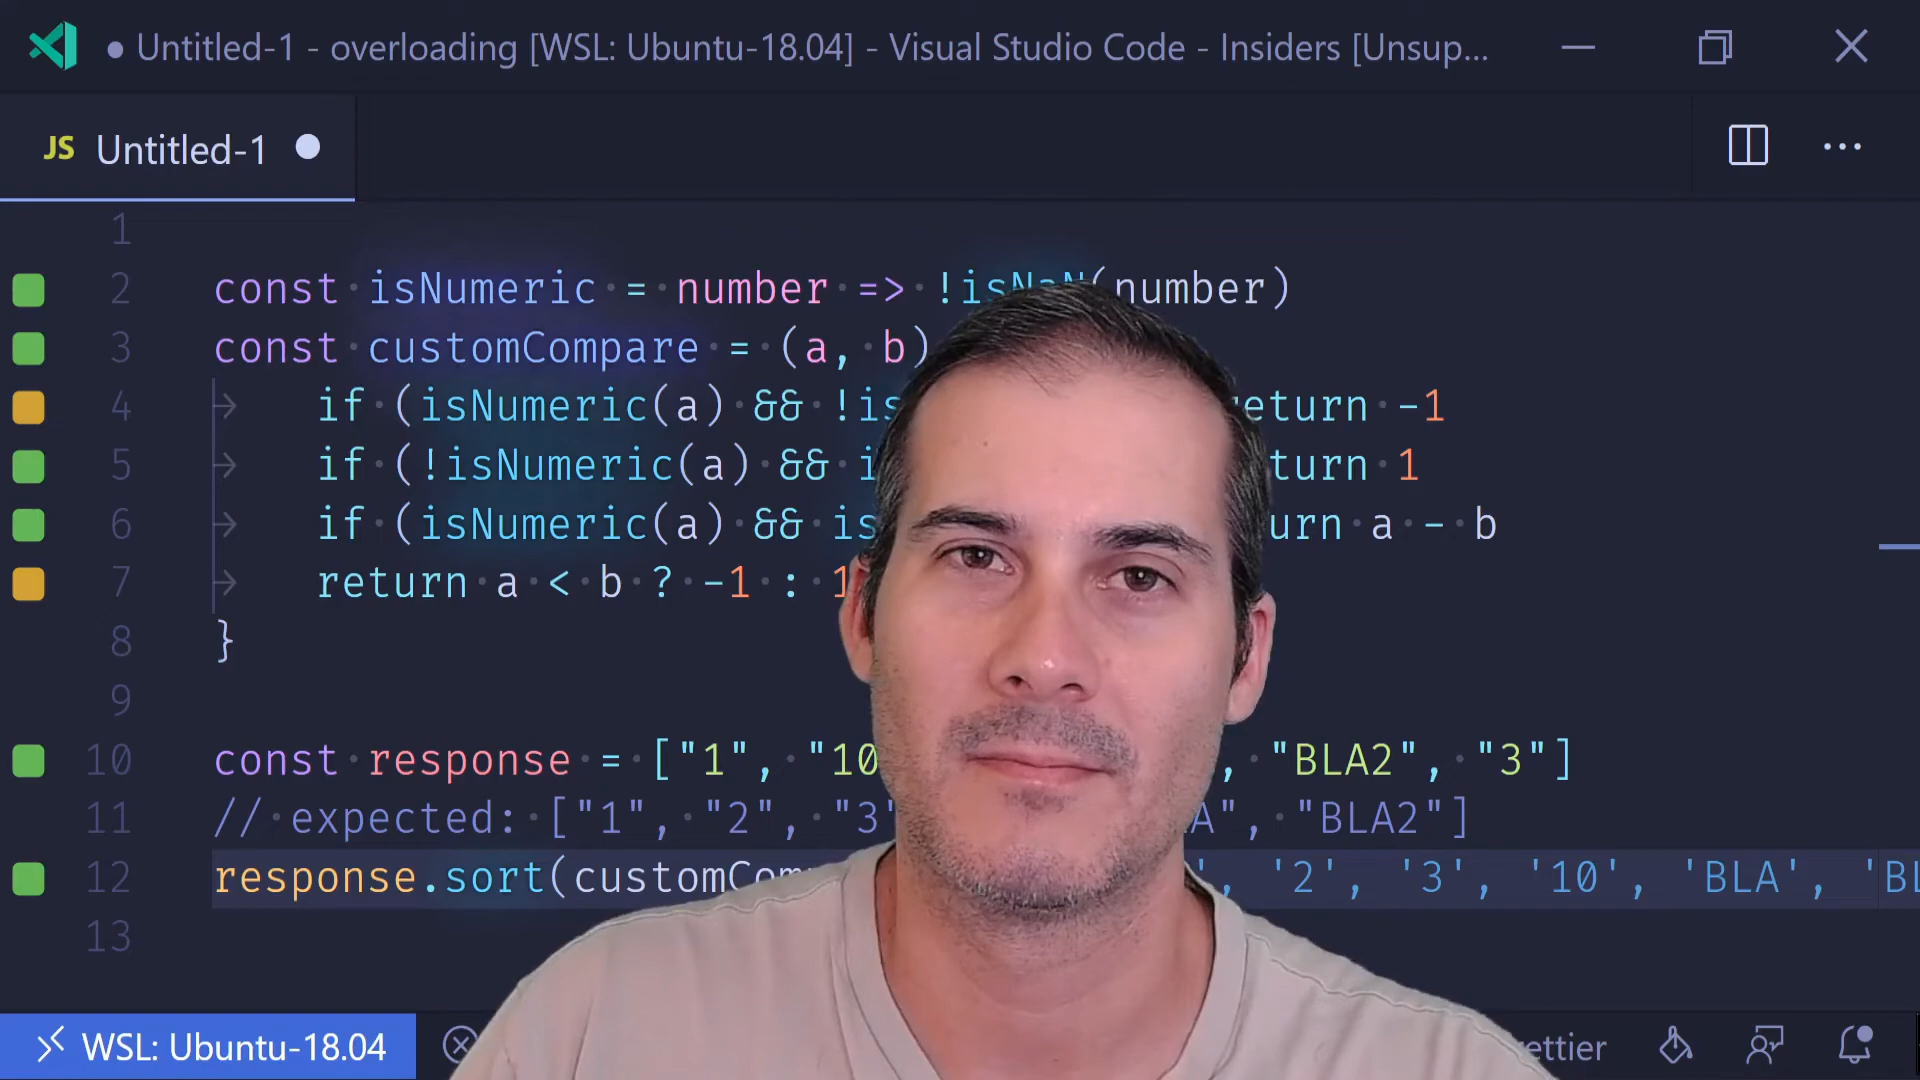 Untitled-1 - overloading [WSL: Ubuntu-18.04] - Visual Studio Code - Insiders [Unsup...
JS Untitled-1
1
2 const isNumeric = number => !isNaN(number)
3 const customCompare = (a, b)
4 if (isNumeric(a) && !is return -1
5 if (!isNumeric(a) && i turn 1
6 if (isNumeric(a) && is urn a - b
7 return a < b ? -1 : 1
8 }
9
10 const response = ["1", "10 , "BLA2", "3"]
11 // expected: ["1", "2", "3" A", "BLA2"]
12 response.sort(customCom ', '2', '3', '10', 'BLA', 'BL
13
WSL: Ubuntu-18.04 ettier